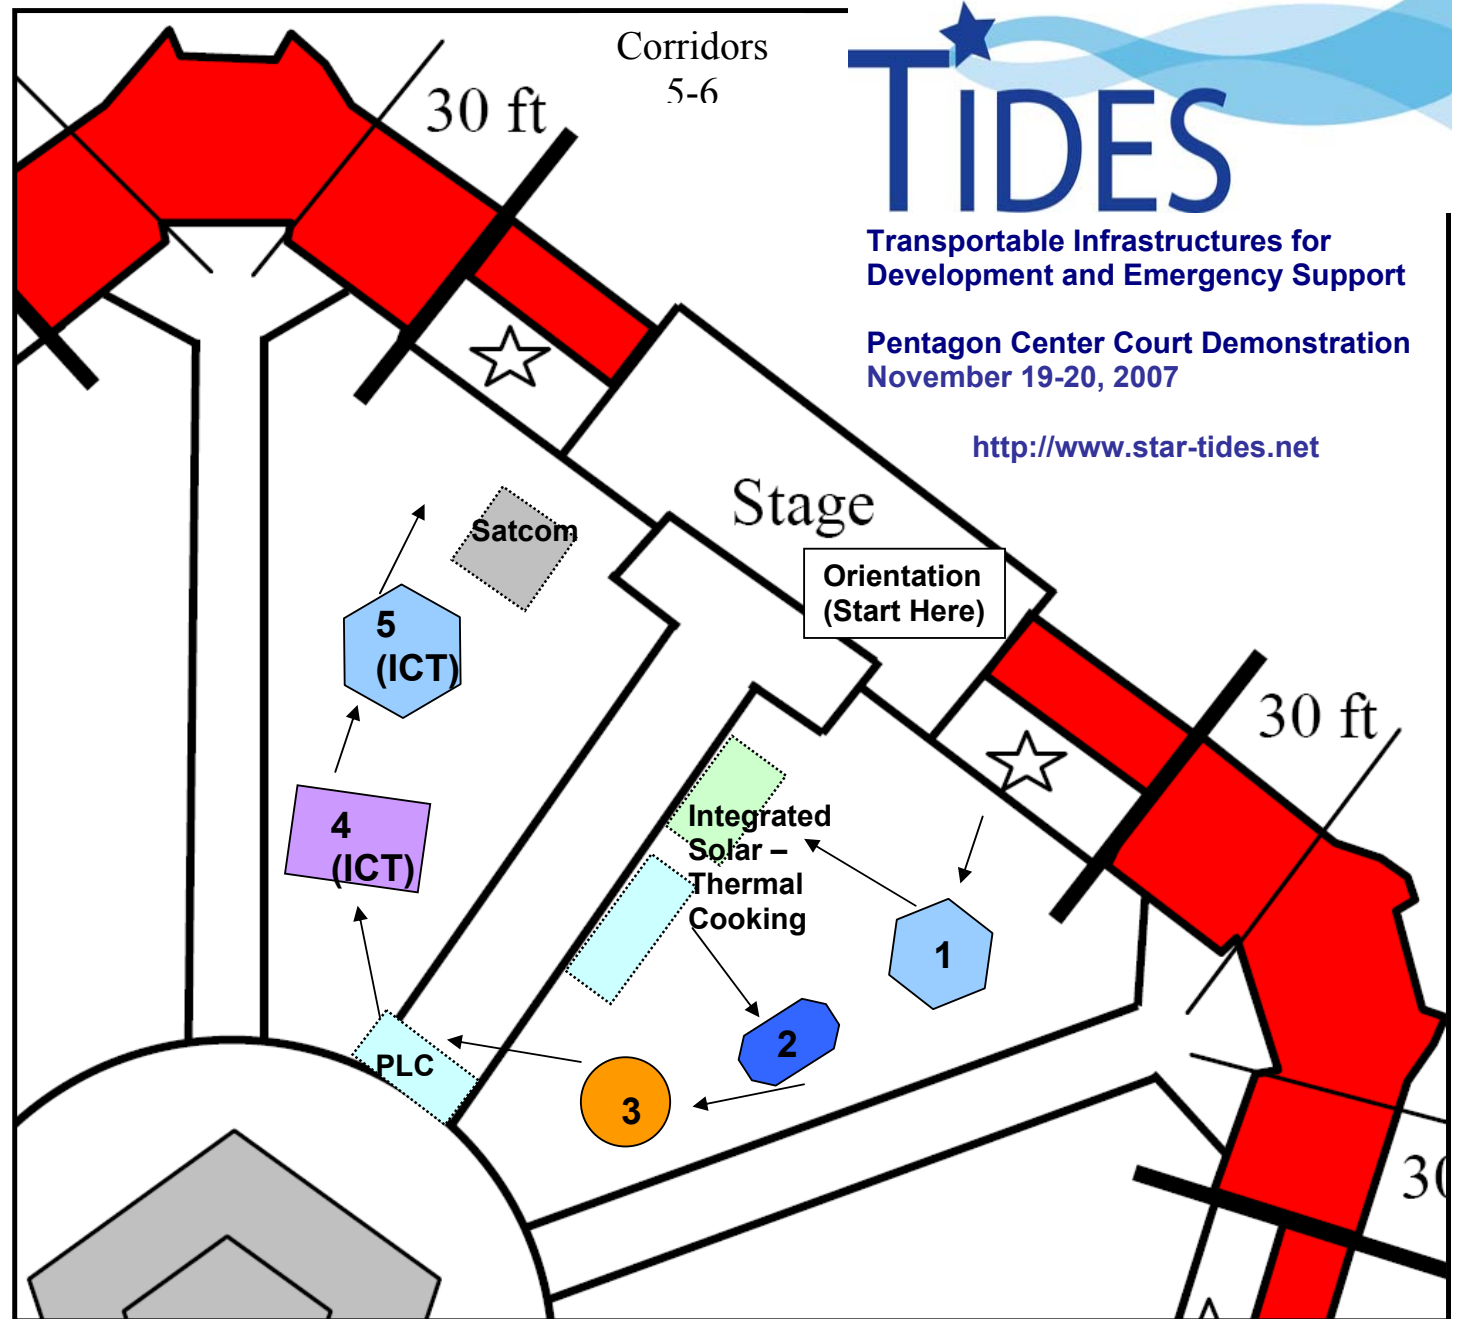 Corridors
5-6
TIDES
30 ft
Transportable Infrastructures for
Development and Emergency Support
Pentagon Center Court Demonstration
November 19-20, 2007
http://www.star-tides.net
Stage
Satcom
Orientation
(Start Here)
5
(ICT)
30 ft
Integrated
Solar –
Thermal
Cooking
4
(ICT)
1
2
PLC
3
30